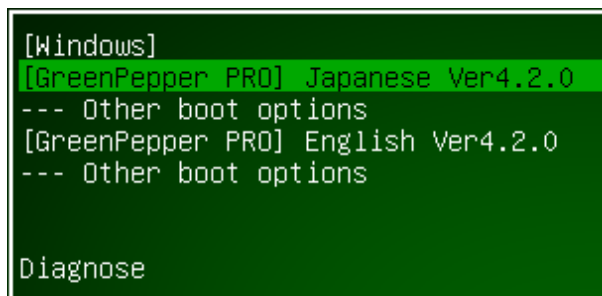 [Windows]
[GreenPepper PRO] Japanese Ver4.2.0
--- Other boot options
[GreenPepper PRO] English Ver4.2.0
--- Other boot options
Diagnose